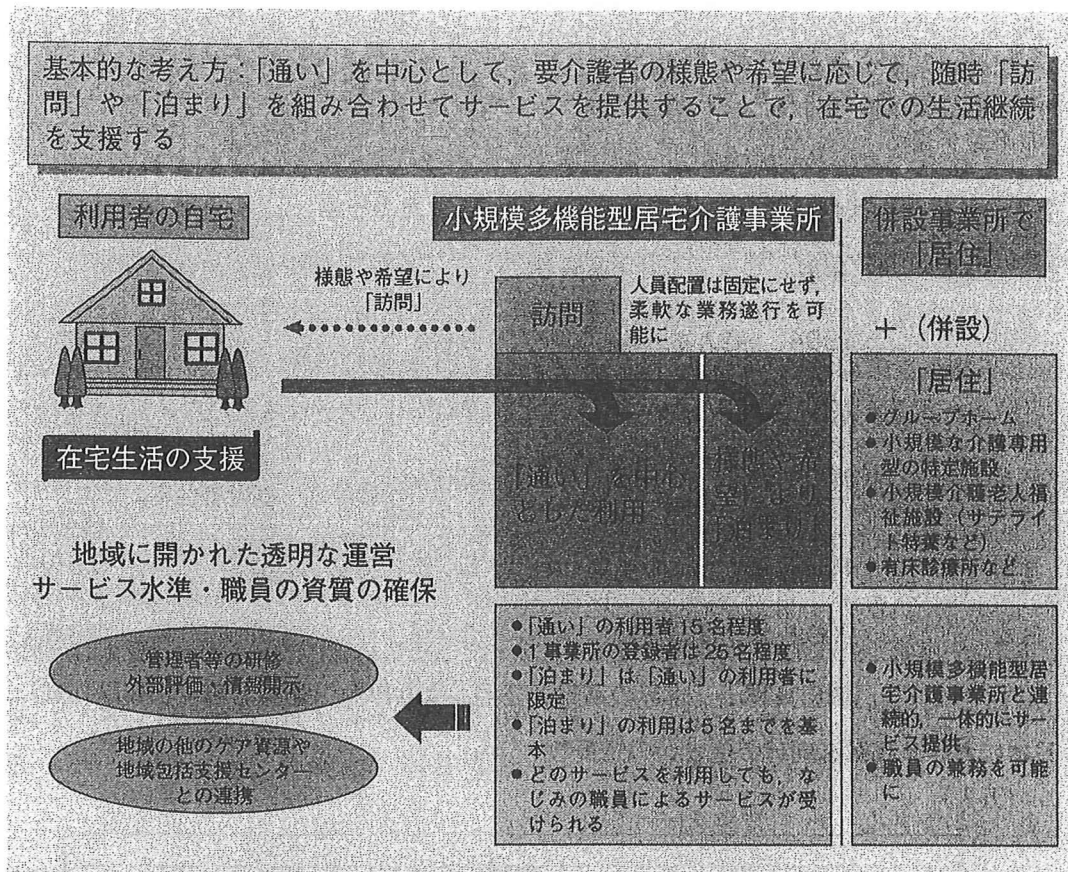 基本的な考え方:「通い」を中心として,要介護者の様態や希望に応じて,随時「訪
問」や「泊まり」を組み合わせてサービスを提供することで,在宅での生活継続
を支援する
利用者の自宅
小規模多機能型居宅介護事業所
併設事業所で
「居住」
様態や希望により
「訪問」
訪問
人員配置は固定にせず,
柔軟な業務遂行を可
能に
+(併設)
在宅生活の支援
「通い」を中心
とした利用
様態や希
望により
「泊まり」
「居住」
●グループホーム
●小規模な介護専用
型の特定施設
●小規模介護老人福
祉施設(サテライ
ト特養など)
●有床診療所など
地域に開かれた透明な運営
サービス水準・職員の資質の確保
管理者等の研修
外部評価・情報開示
地域の他のケア資源や
地域包括支援センター
との連携
●「通い」の利用者15名程度
●1事業所の登録者は25名程度
●「泊まり」は「通い」の利用者に
限定
●「泊まり」の利用は5名までを基
本
●どのサービスを利用しても,な
じみの職員によるサービスが受
けられる
●小規模多機能型居
宅介護事業所と連
続的,一体的にサー
ビス提供
●職員の兼務を可能
に